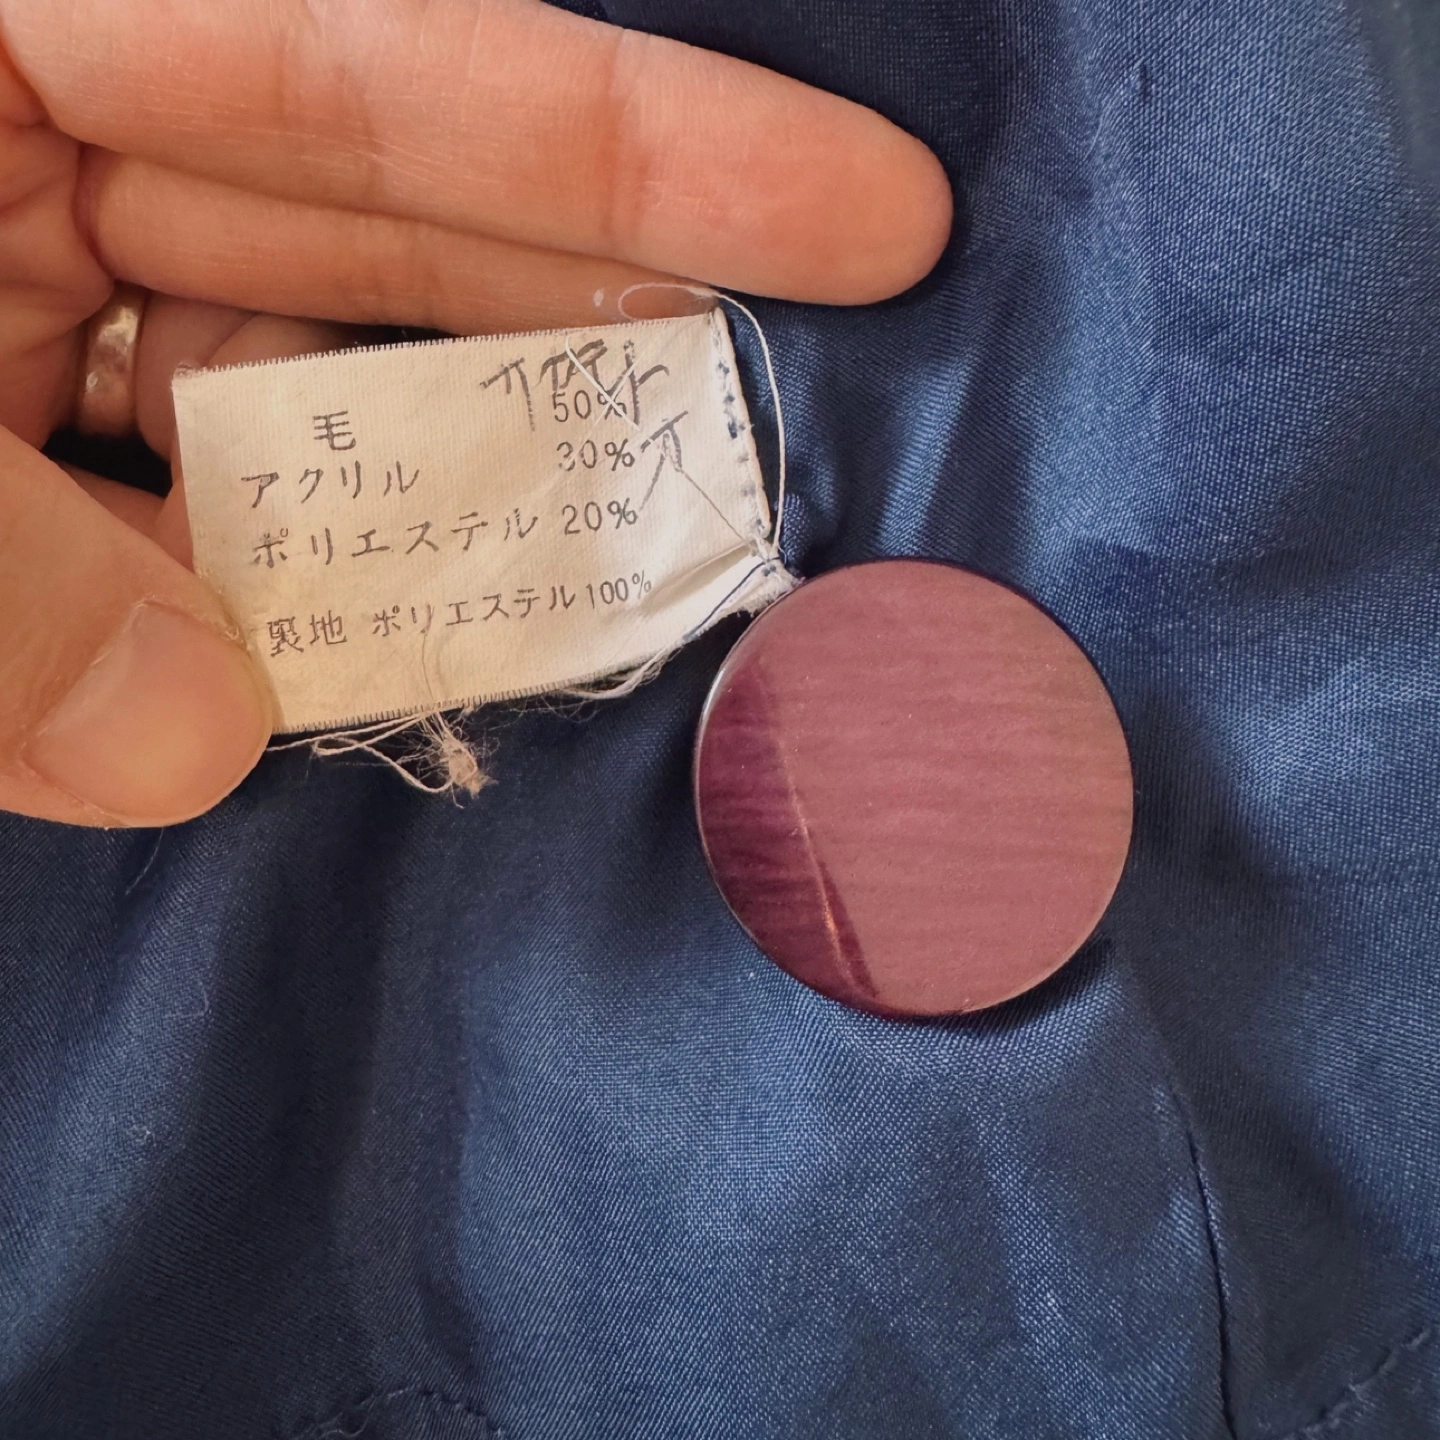 毛 50%
アクリル 30%
ポリエステル 20%
裏地 ポリエステル100%